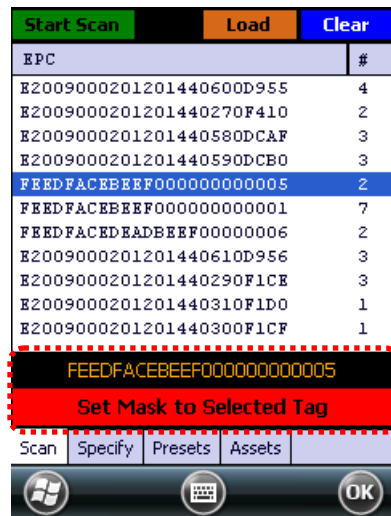 Start Scan Load Clear
EPC #
E2009000201201440600D955 4
E2009000201201440270F410 2
E2009000201201440580DCAF 3
E2009000201201440590DCB0 3
FEEDFACEBEEF000000000005 2
FEEDFACEBEEF000000000001 7
FEEDFACEDEADBEEF00000006 2
E2009000201201440610D956 3
E2009000201201440290F1CE 3
E2009000201201440310F1D0 1
E2009000201201440300F1CF 1
FEEDFACEBEEF000000000005
Set Mask to Selected Tag
Scan Specify Presets Assets
OK